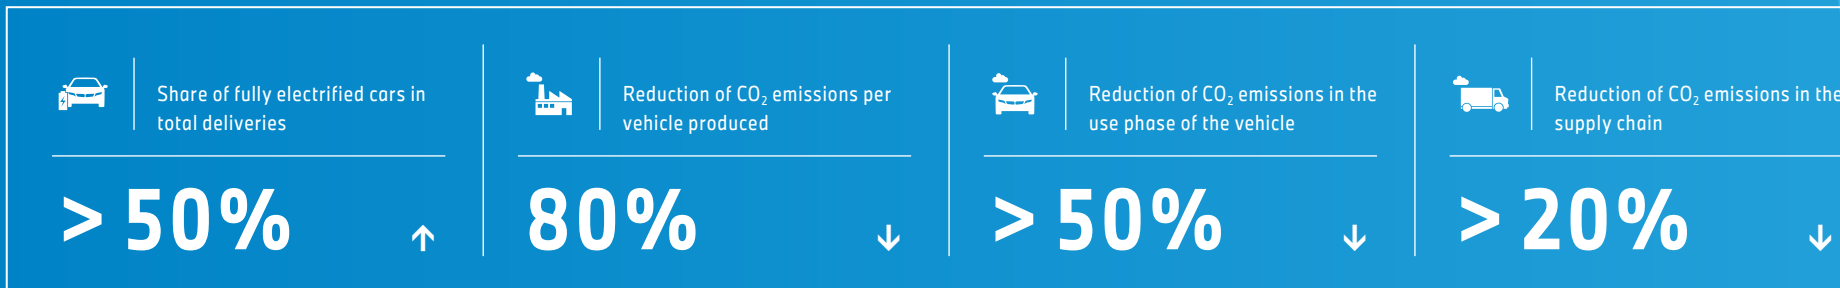 Share of fully electrified cars in
total deliveries
> 50%
Reduction of CO₂ emissions per
vehicle produced
80%
Reduction of CO₂ emissions in the
use phase of the vehicle
> 50%
Reduction of CO₂ emissions in the
supply chain
> 20%